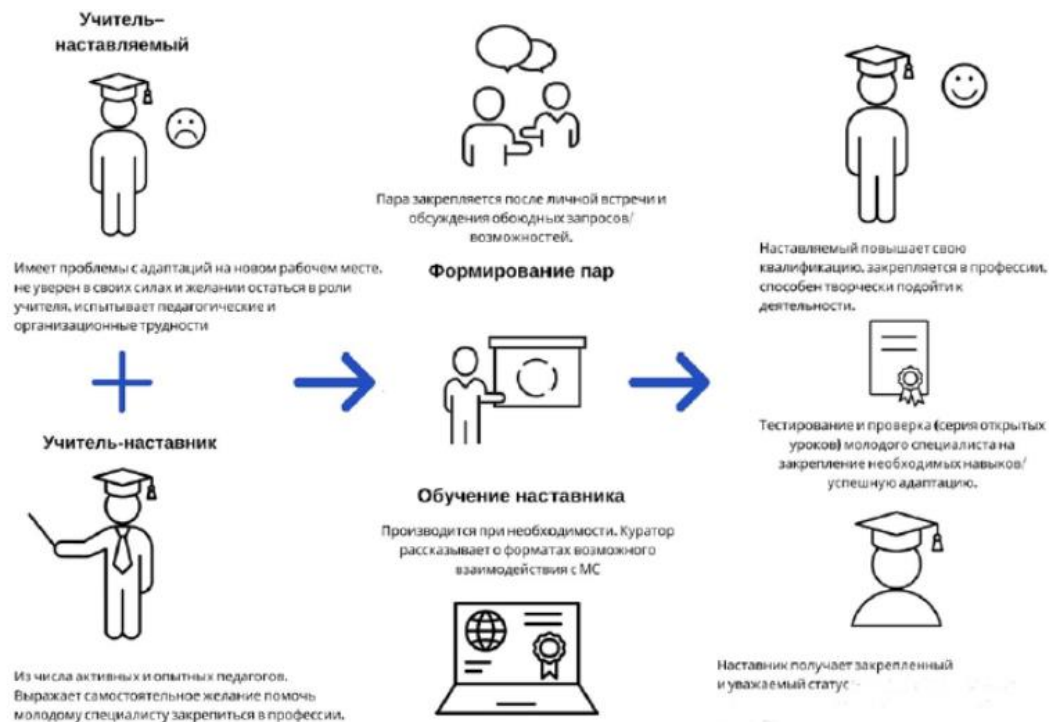 Учитель–
наставляемый
Имеет проблемы с адаптаций на новом рабочем месте,
не уверен в своих силах и желании остаться в роли
учителя, испытывает педагогические и
организационные трудности
Учитель-наставник
Из числа активных и опытных педагогов.
Выражает самостоятельное желание помочь
молодому специалисту закрепиться в профессии.
Пара закрепляется после личной встречи и
обсуждения обоюдных запросов/
возможностей.
Формирование пар
Обучение наставника
Производится при необходимости. Куратор
рассказывает о форматах возможного
взаимодействия с МС
Наставляемый повышает свою
квалификацию, закрепляется в профессии,
способен творчески подойти к
деятельности.
Тестирование и проверка (серия открытых
уроков) молодого специалиста на
закрепление необходимых навыков/
успешную адаптацию.
Наставник получает закрепленный
и уважаемый статус